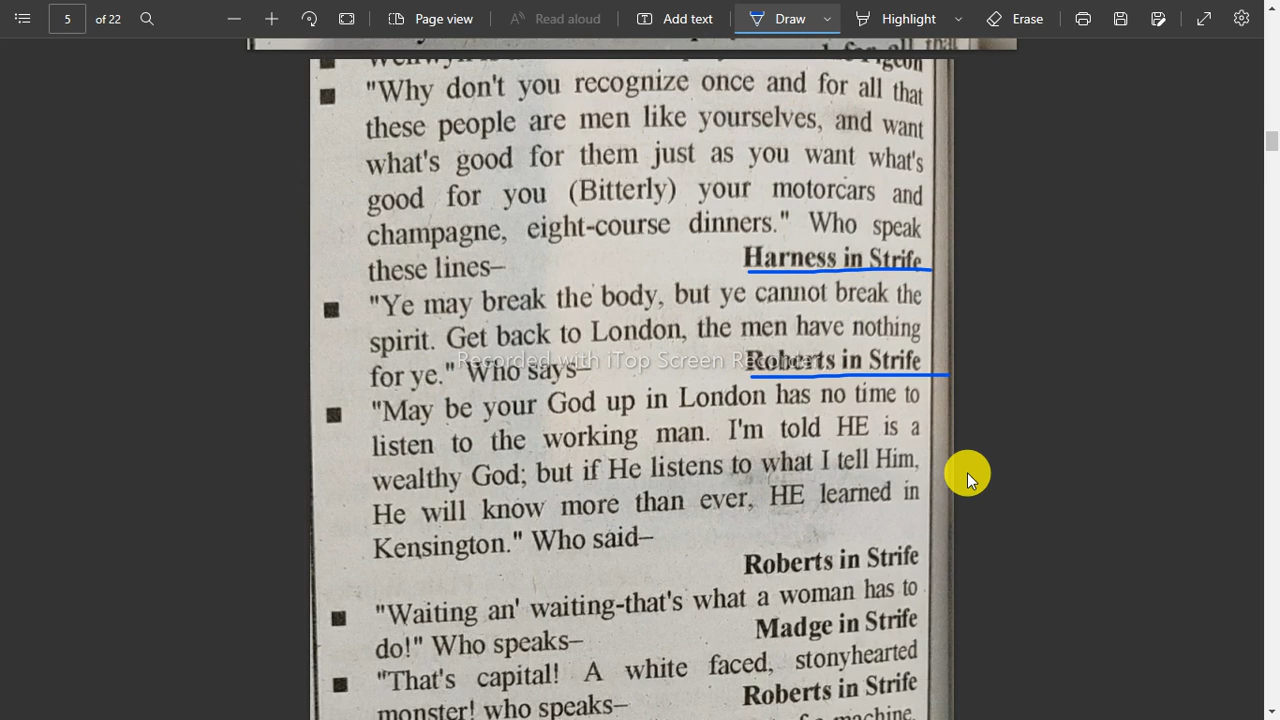 5 of 22 Page view Read aloud Add text Draw Highlight Erase
for all that
Pigeon
"Why don't you recognize once and for all that
these people are men like yourselves, and want
what's good for them just as you want what's
good for you (Bitterly) your motorcars and
champagne, eight-course dinners." Who speak
these lines– Harness in Strife
"Ye may break the body, but ye cannot break the
spirit. Get back to London, the men have nothing
for ye." Who says– Roberts in Strife
Recorded with iTop Screen Recorder
"May be your God up in London has no time to
listen to the working man. I'm told HE is a
wealthy God; but if He listens to what I tell Him,
He will know more than ever, HE learned in
Kensington." Who said–
Roberts in Strife
"Waiting an' waiting-that's what a woman has to
do!" Who speaks– Madge in Strife
"That's capital! A white faced, stonyhearted
monster! who speaks– Roberts in Strife
machine.